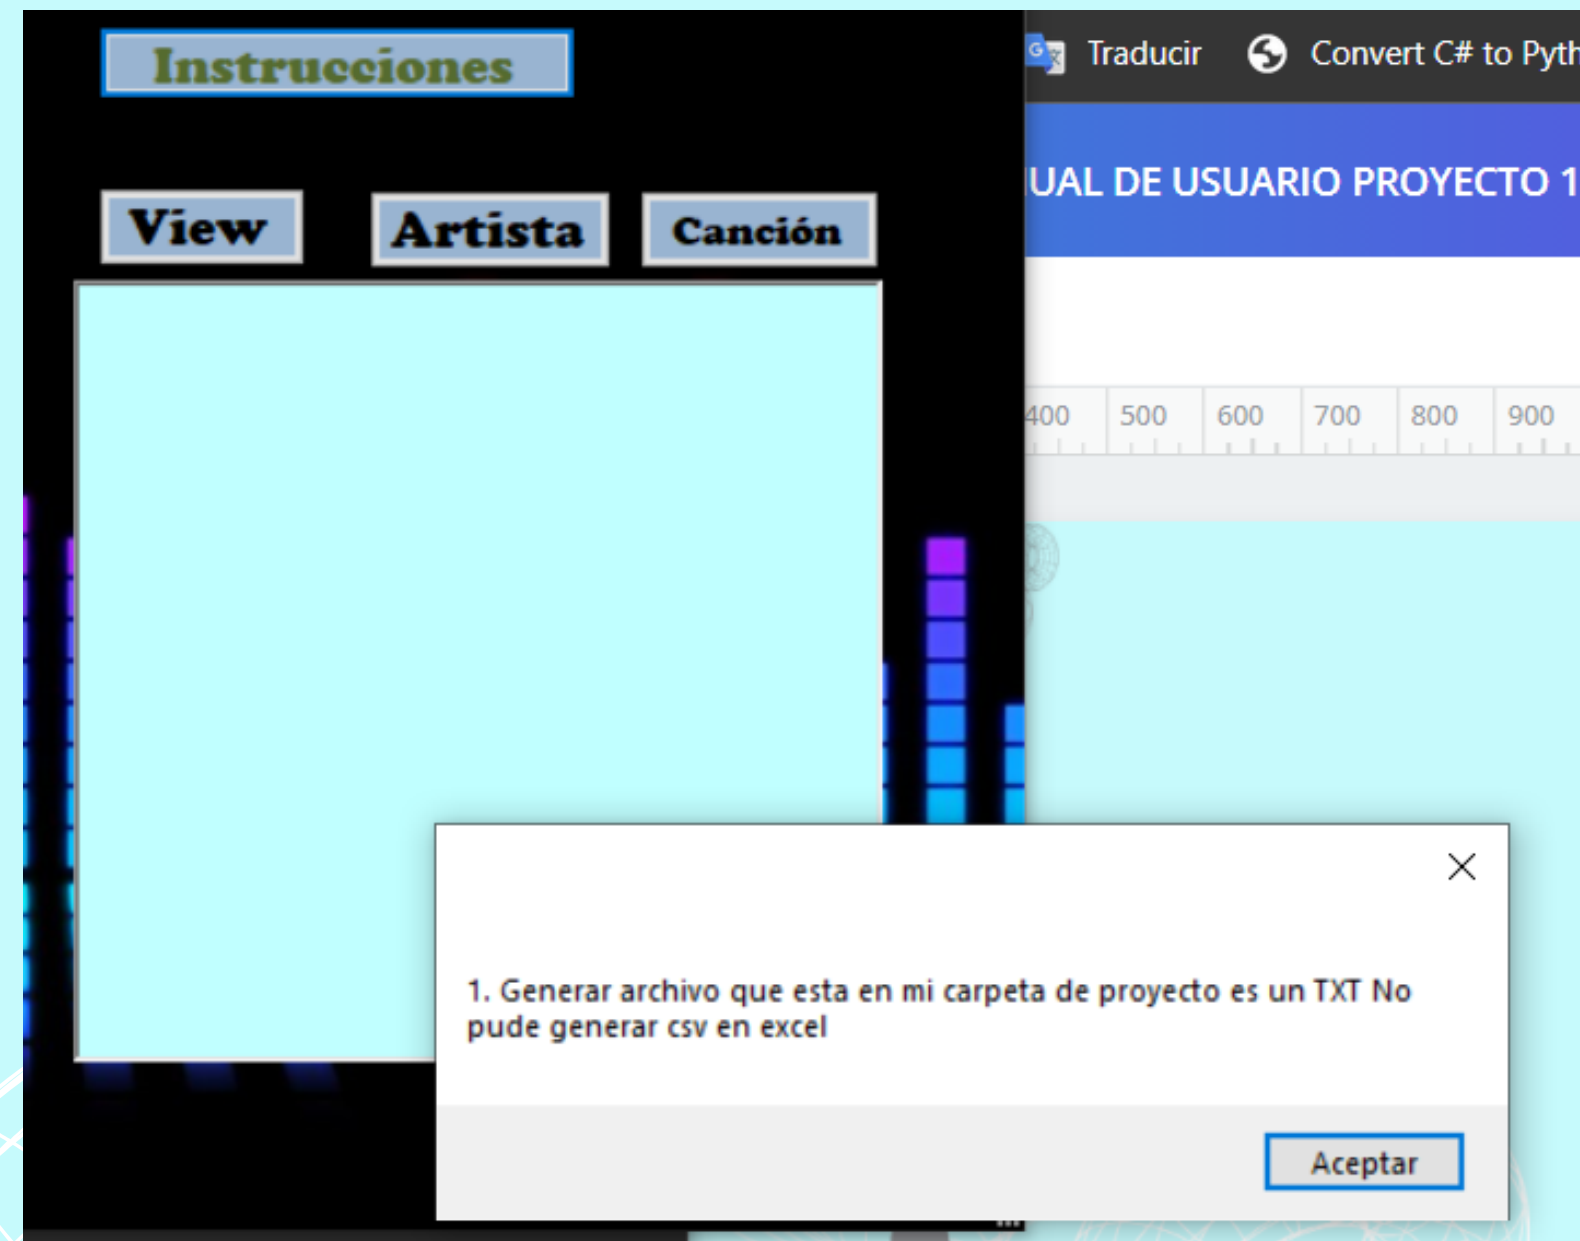 Instrucciones
Traducir
Convert C# to Pyth
UAL DE USUARIO PROYECTO 1
View
Artista
Canción
400 500 600 700 800 900
1. Generar archivo que esta en mi carpeta de proyecto es un TXT No
pude generar csv en excel
Aceptar